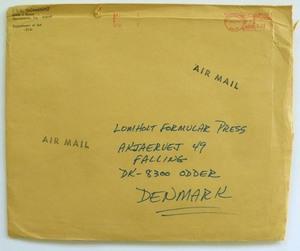 AIR MAIL
AIR MAIL
LOMHOLT FORMULAR PRESS
AKJAERVEJ 49
FALLING
DK-8300 ODDER
DENMARK